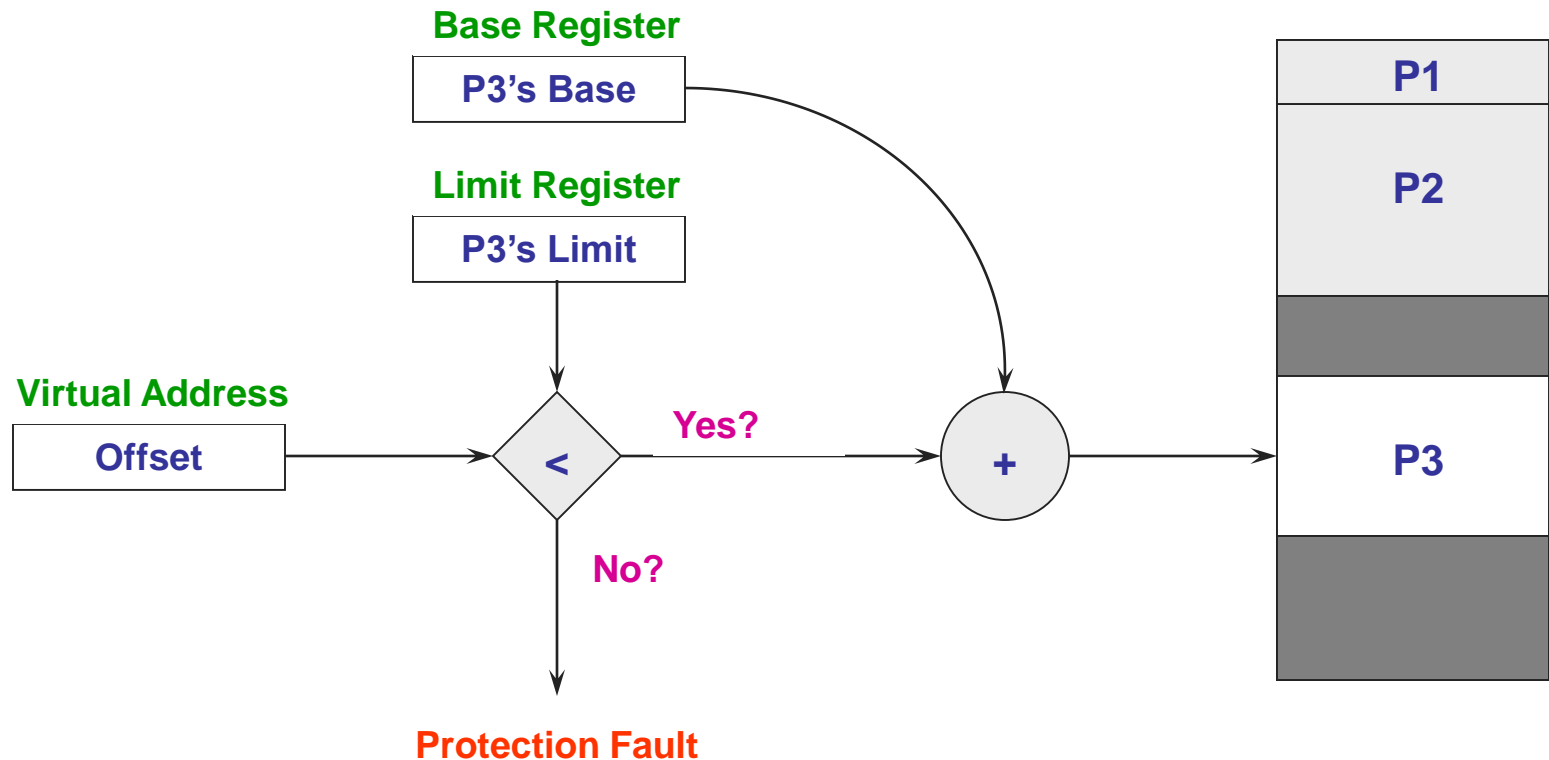 Base Register
P3’s Base
Limit Register
P3’s Limit
Virtual Address
Offset
<
Yes?
+
No?
Protection Fault
P1
P2
P3